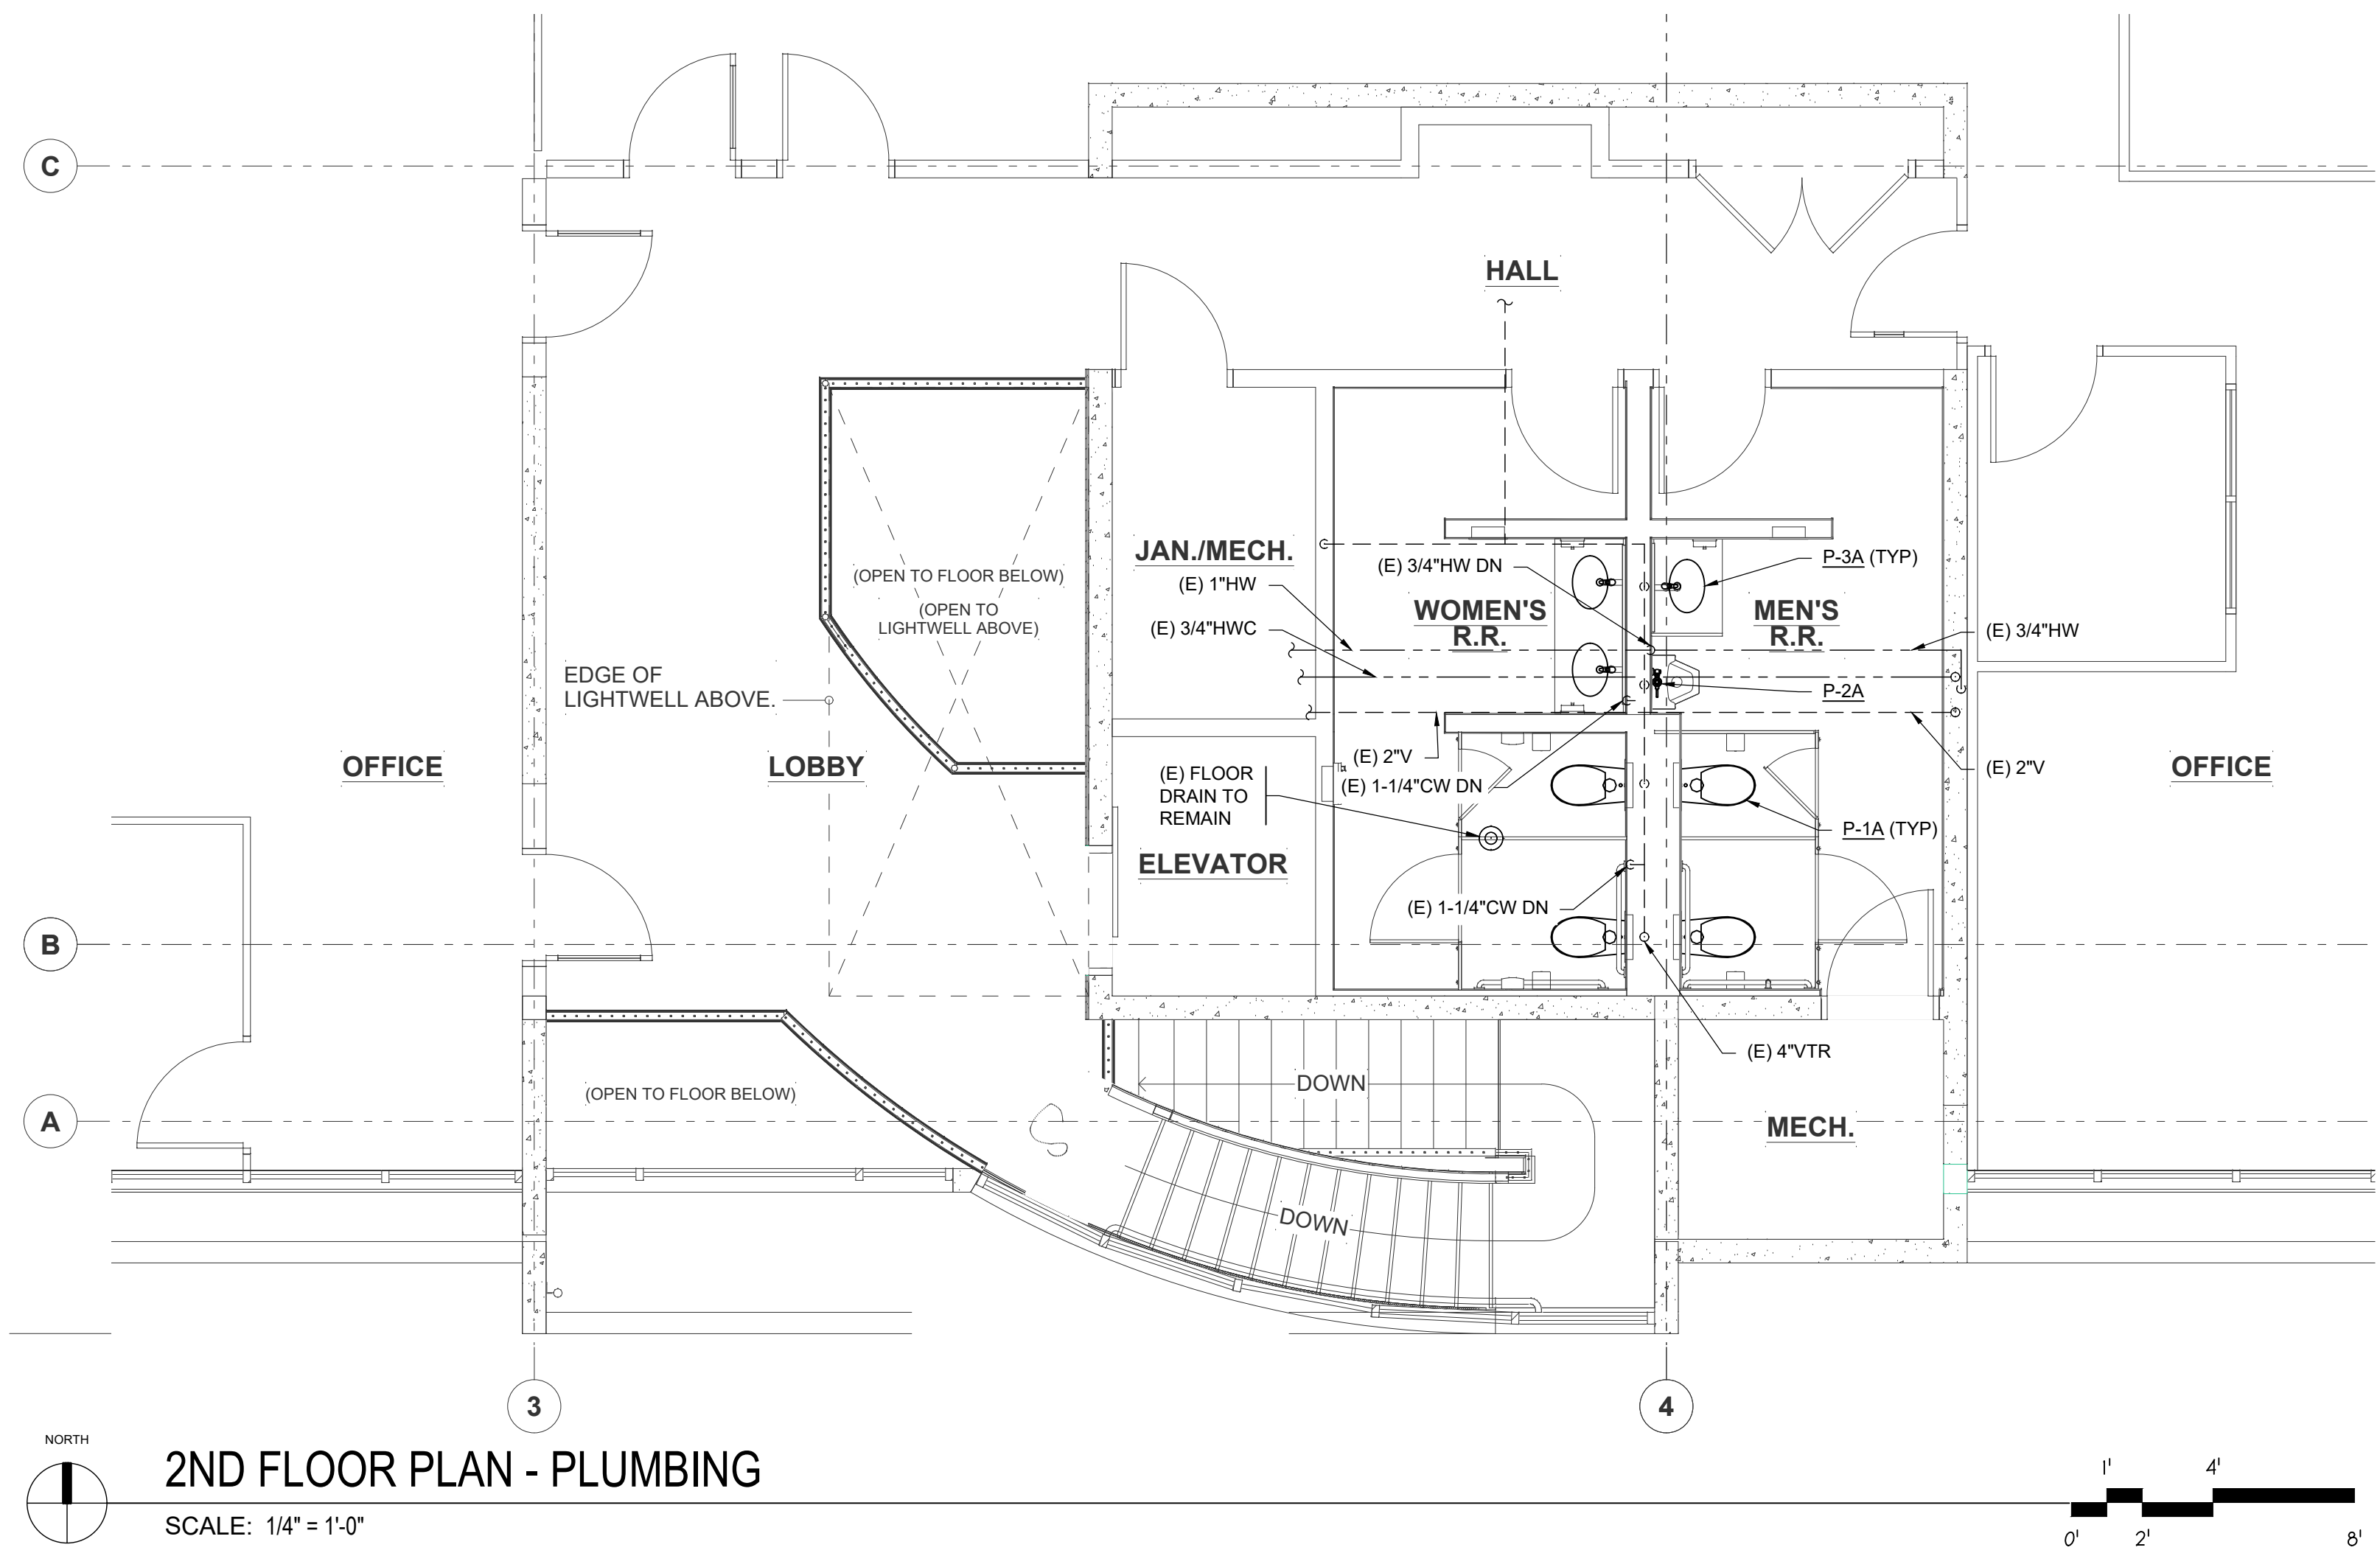 C
HALL
JAN./MECH.
(E) 3/4"HW DN
P-3A (TYP)
(OPEN TO FLOOR BELOW)
(E) 1"HW
(OPEN TO
LIGHTWELL ABOVE)
WOMEN'S
R.R.
MEN'S
R.R.
(E) 3/4"HWC
(E) 3/4"HW
EDGE OF
LIGHTWELL ABOVE.
P-2A
OFFICE
LOBBY
(E) 2"V
(E) 2"V
OFFICE
(E) FLOOR
DRAIN TO
REMAIN
(E) 1-1/4"CW DN
P-1A (TYP)
ELEVATOR
(E) 1-1/4"CW DN
B
(E) 4"VTR
DOWN
(OPEN TO FLOOR BELOW)
A
MECH.
DOWN
3
4
NORTH
2ND FLOOR PLAN - PLUMBING
SCALE: 1/4" = 1'-0"
1'
4'
0'
2'
8'